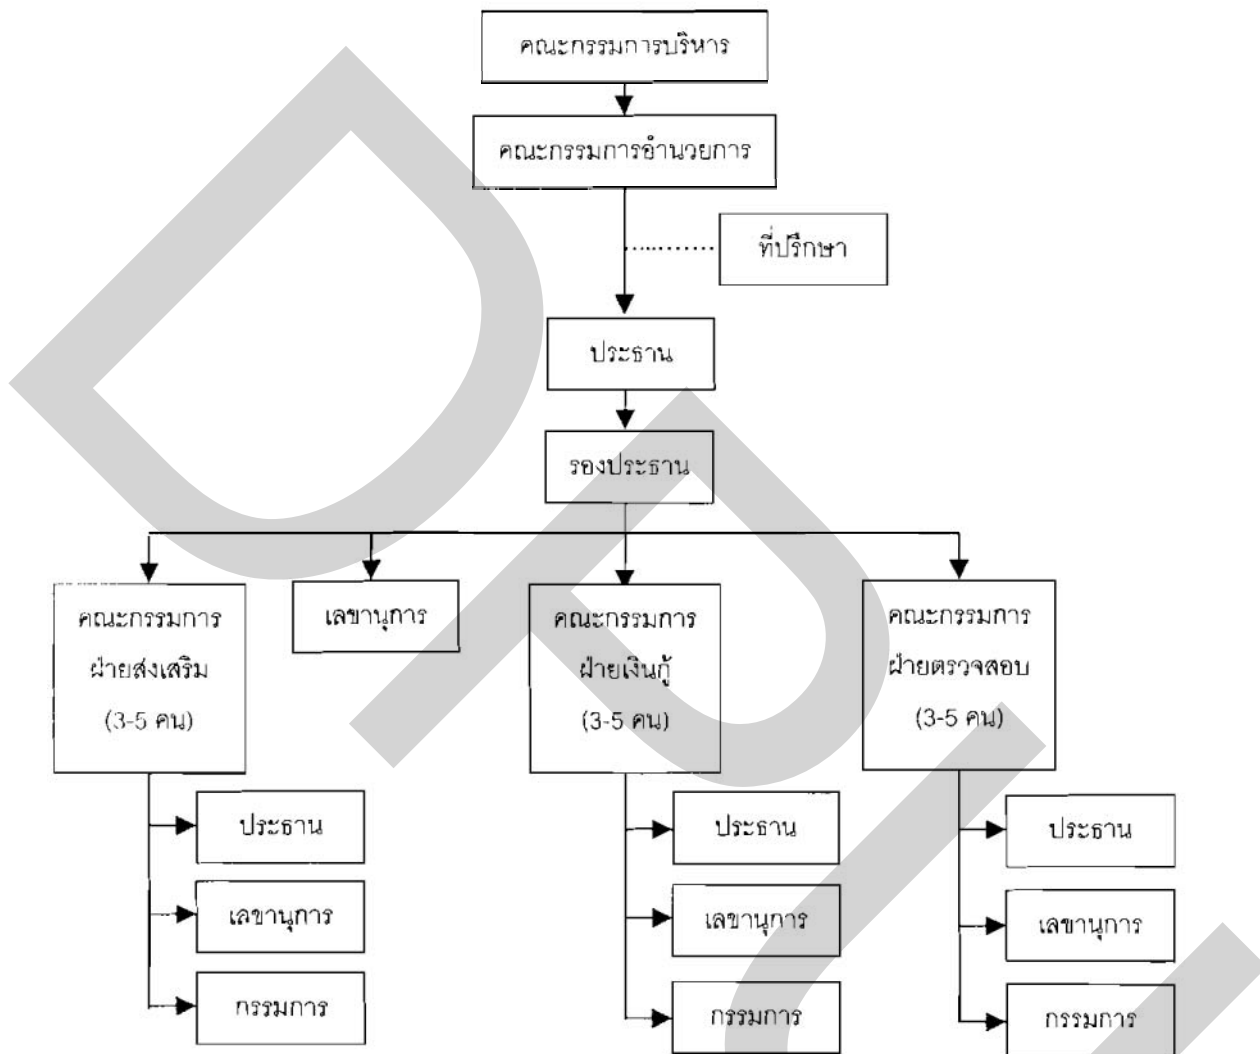 คณะกรรมการบริหาร
คณะกรรมการอำนวยการ
ที่ปรึกษา
ประธาน
รองประธาน
คณะกรรมการ
ฝ่ายส่งเสริม
(3-5 คน)
เลขานุการ
คณะกรรมการ
ฝ่ายเงินกู้
(3-5 คน)
คณะกรรมการ
ฝ่ายตรวจสอบ
(3-5 คน)
ประธาน
เลขานุการ
กรรมการ
ประธาน
เลขานุการ
กรรมการ
ประธาน
เลขานุการ
กรรมการ